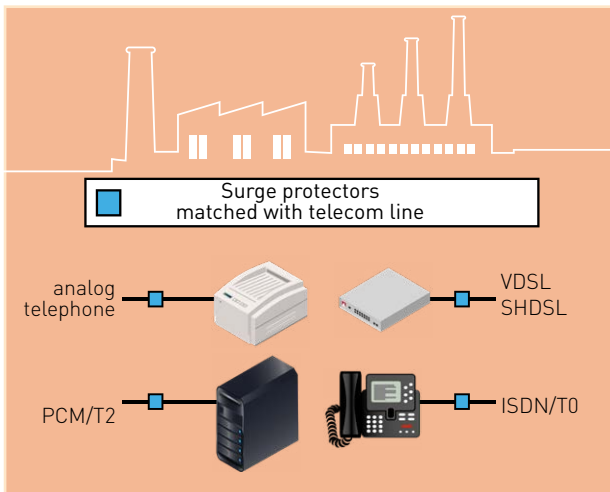 Surge protectors
matched with telecom line
analog
telephone
VDSL
SHDSL
PCM/T2
ISDN/T0